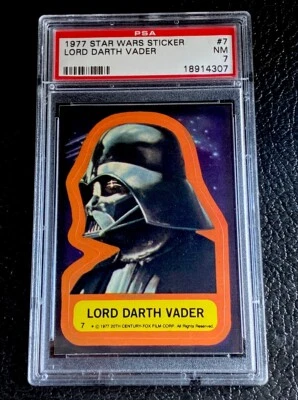 PSA
1977 STAR WARS STICKER #7
LORD DARTH VADER NM
7
18914307
LORD DARTH VADER
7 * © 1977 20TH CENTURY FOX FILM CORP. All Rights Reserved